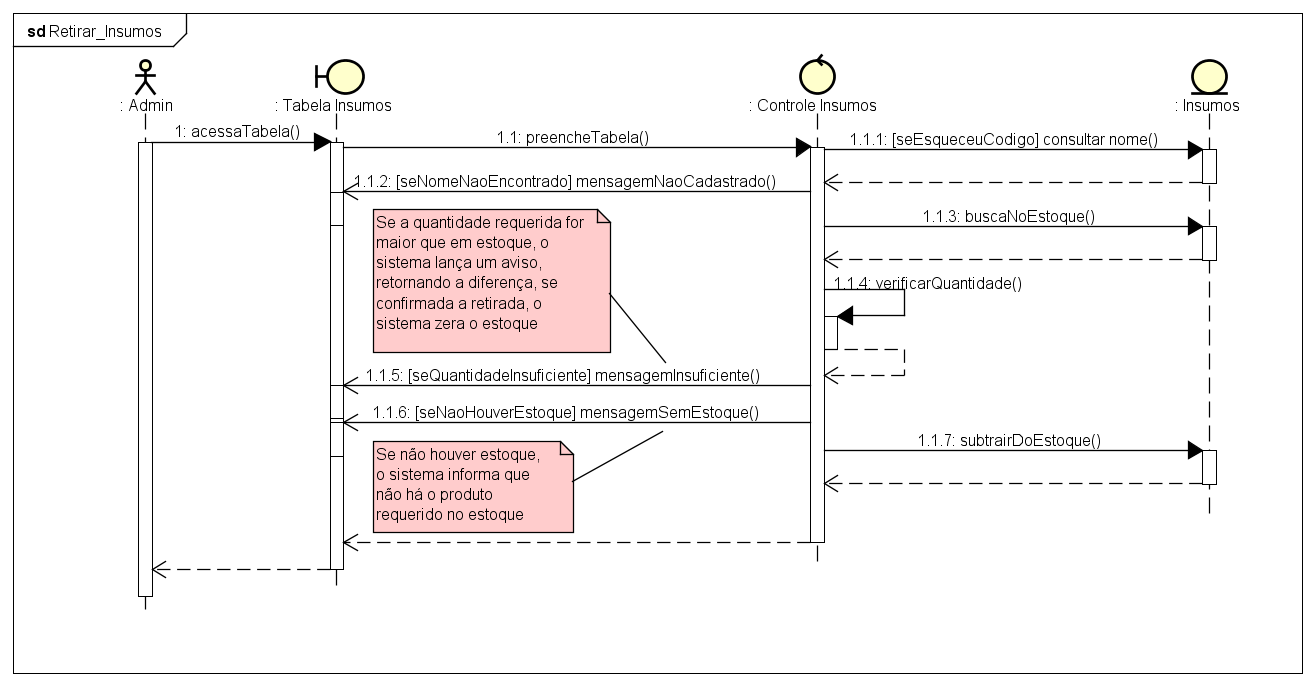 sd Retirar_Insumos
: Admin
: Tabela Insumos
: Controle Insumos
: Insumos
1: acessaTabela()
1.1: preencheTabela()
1.1.1: [seEsqueceuCodigo] consultar nome()
1.1.2: [seNomeNaoEncontrado] mensagemNaoCadastrado()
1.1.3: buscaNoEstoque()
Se a quantidade requerida for
maior que em estoque, o
sistema lança um aviso,
retornando a diferença, se
confirmada a retirada, o
sistema zera o estoque
1.1.4: verificarQuantidade()
1.1.5: [seQuantidadeInsuficiente] mensagemInsuficiente()
1.1.6: [seNaoHouverEstoque] mensagemSemEstoque()
1.1.7: subtrairDoEstoque()
Se não houver estoque,
o sistema informa que
não há o produto
requerido no estoque